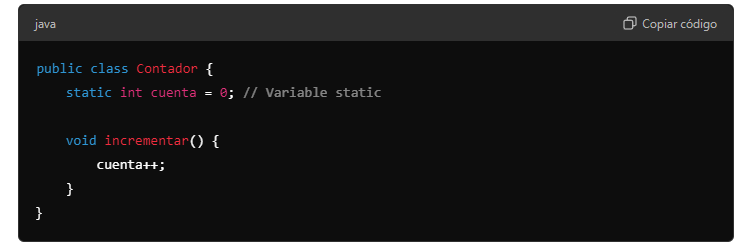 java
Copiar código
public class Contador {
    static int cuenta = 0; // Variable static

    void incrementar() {
        cuenta++;
    }
}